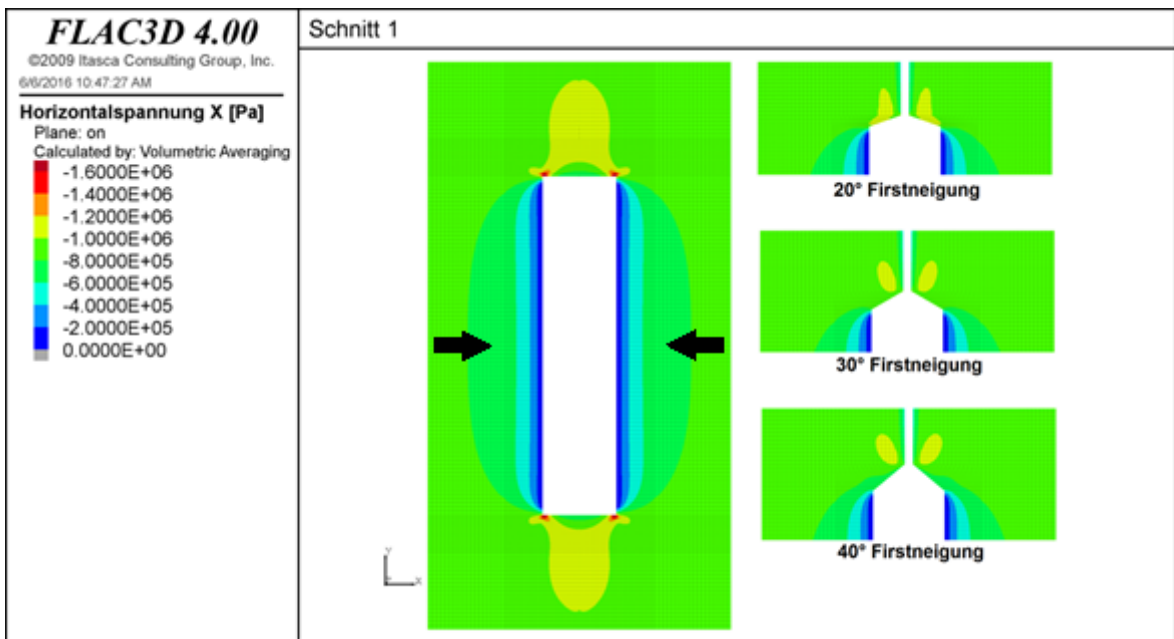 FLAC3D 4.00
©2009 Itasca Consulting Group, Inc.
6/6/2016 10:47:27 AM
Horizontalspannung X [Pa]
Plane: on
Calculated by: Volumetric Averaging
-1.6000E+06
-1.4000E+06
-1.2000E+06
-1.0000E+06
-8.0000E+05
-6.0000E+05
-4.0000E+05
-2.0000E+05
0.0000E+00
Schnitt 1
20° Firstneigung
30° Firstneigung
40° Firstneigung
Y
X